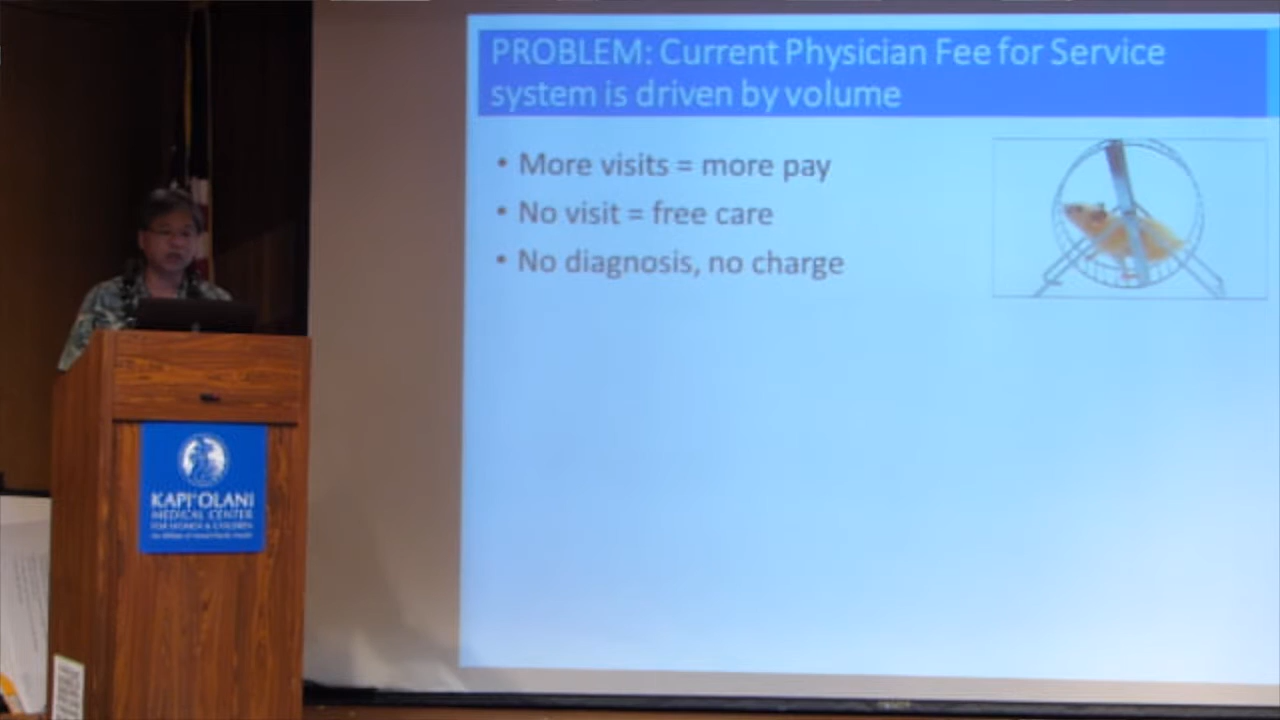 PROBLEM: Current Physician Fee for Service
system is driven by volume
• More visits = more pay
• No visit = free care
• No diagnosis, no charge
KAPI'OLANI
MEDICAL CENTER
FOR WOMEN & CHILDREN